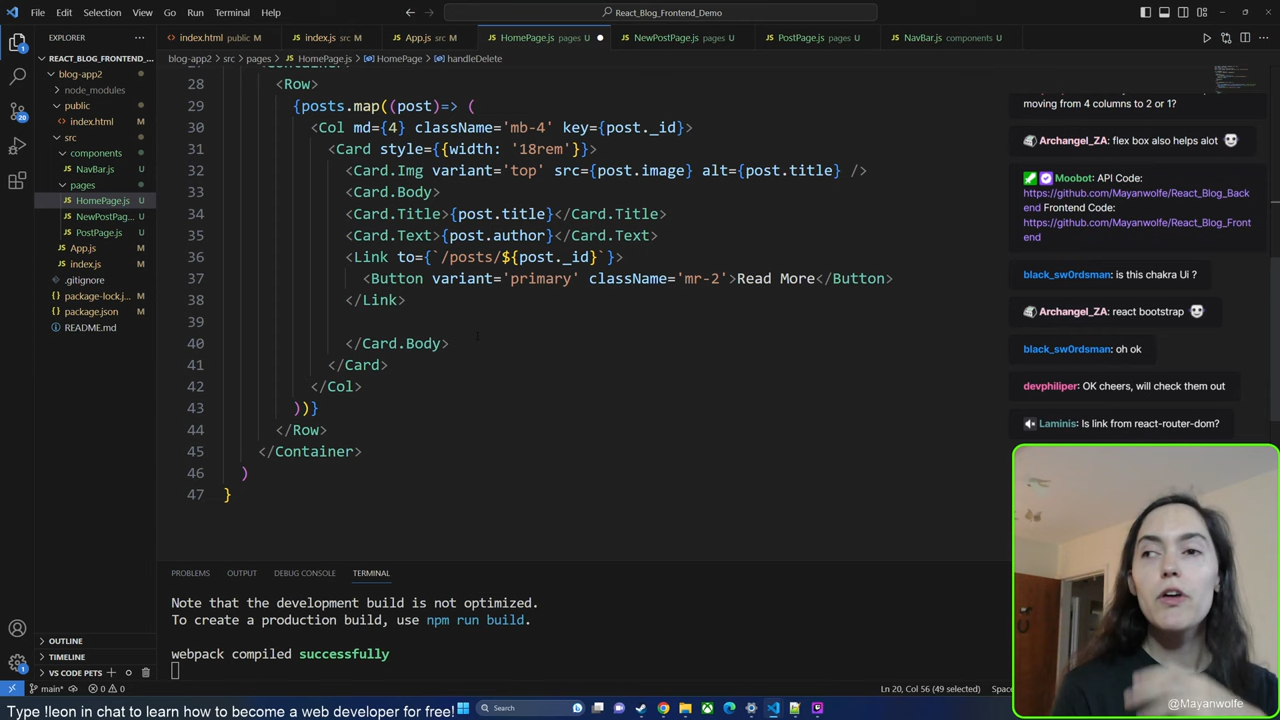 File Edit Selection View Go Run Terminal Help
React_Blog_Frontend_Demo
EXPLORER
REACT_BLOG_FRONTEND_...
blog-app2
node_modules
public
index.html U
src
components
NavBar.js U
pages
HomePage.js U
NewPostPag... U
PostPage.js U
App.js M
index.js M
.gitignore
package-lock.j... M
package.json M
README.md
OUTLINE
TIMELINE
VS CODE PETS
index.html public M
index.js src M
App.js src M
HomePage.js pages U
NewPostPage.js pages U
PostPage.js pages U
NavBar.js components U
blog-app2 > src > pages > HomePage.js > HomePage > handleDelete
28 <Row>
29 {posts.map((post)=> (
30 <Col md={4} className='mb-4' key={post._id}>
31 <Card style={{width: '18rem'}}>
32 <Card.Img variant='top' src={post.image} alt={post.title} />
33 <Card.Body>
34 <Card.Title>{post.title}</Card.Title>
35 <Card.Text>{post.author}</Card.Text>
36 <Link to={`/posts/${post._id}`}>
37 <Button variant='primary' className='mr-2'>Read More</Button>
38 </Link>
39
40 </Card.Body>
41 </Card>
42 </Col>
43 ))}
44 </Row>
45 </Container>
46 )
47 }
PROBLEMS OUTPUT DEBUG CONSOLE TERMINAL
Note that the development build is not optimized.
To create a production build, use npm run build.
webpack compiled successfully
moving from 4 columns to 2 or 1?
Archangel_ZA: flex box also helps alot
Moobot: API Code:
https://github.com/Mayanwolfe/React_Blog_Back
end Frontend Code:
https://github.com/Mayanwolfe/React_Blog_Front
end
black_sw0rdsman: is this chakra Ui ?
Archangel_ZA: react bootstrap
black_sw0rdsman: oh ok
devphiliper: OK cheers, will check them out
Laminis: Is link from react-router-dom?
@Mayanwolfe
main* 0 0 Ln 20, Col 56 (49 selected) Spac
Type !leon in chat to learn how to become a web developer for free!
Search